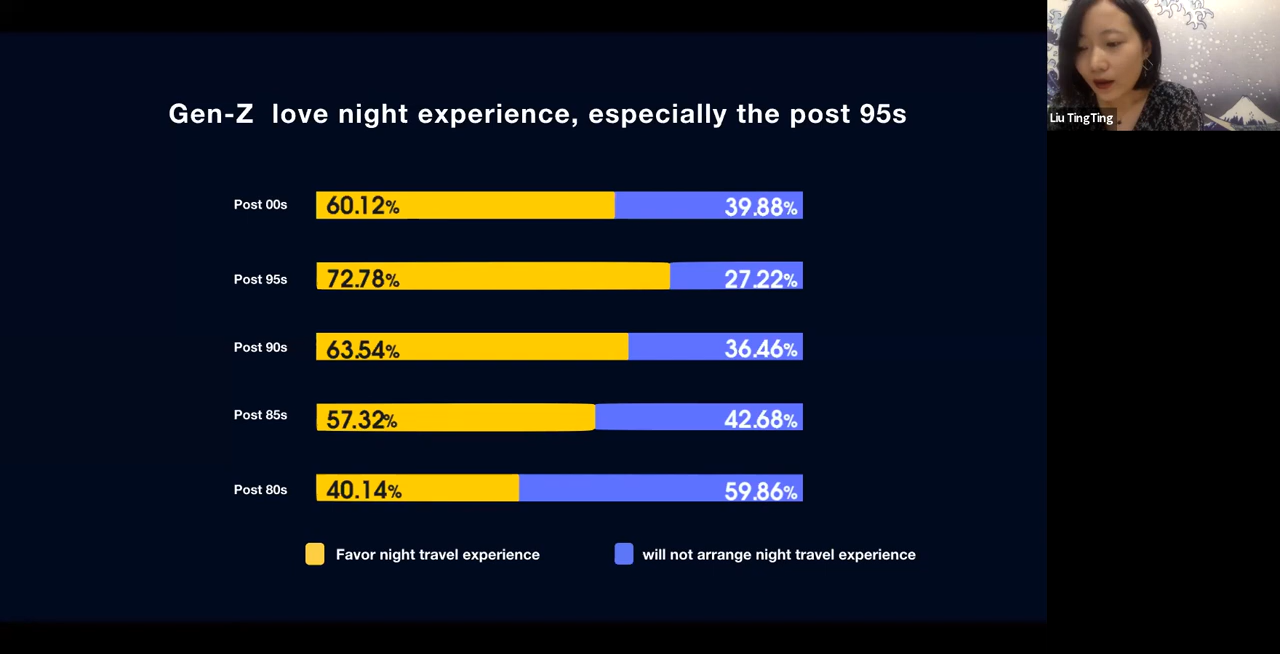 Gen-Z love night experience, especially the post 95s
Liu TingTing
Post 00s 60.12% 39.88%
Post 95s 72.78% 27.22%
Post 90s 63.54% 36.46%
Post 85s 57.32% 42.68%
Post 80s 40.14% 59.86%
Favor night travel experience will not arrange night travel experience